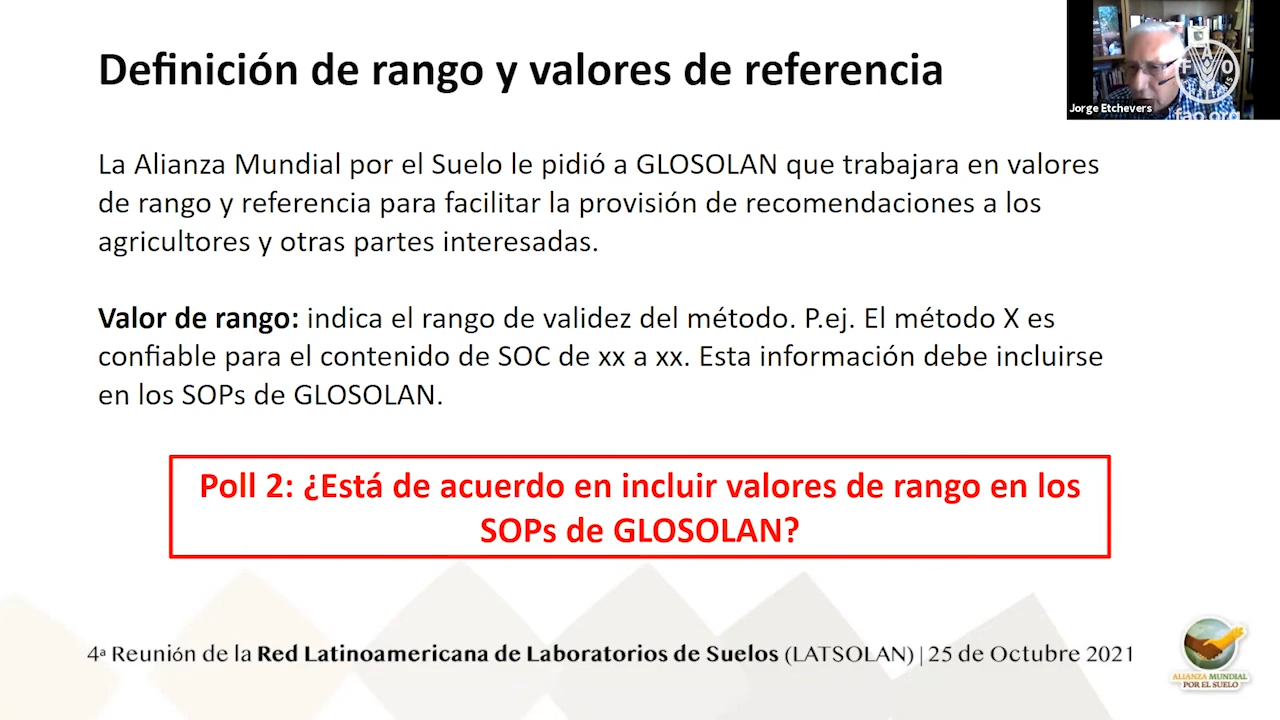 Definición de rango y valores de referencia
Jorge Etchevers
FAO
fao.org
La Alianza Mundial por el Suelo le pidió a GLOSOLAN que trabajara en valores
de rango y referencia para facilitar la provisión de recomendaciones a los
agricultores y otras partes interesadas.
Valor de rango: indica el rango de validez del método. P.ej. El método X es
confiable para el contenido de SOC de xx a xx. Esta información debe incluirse
en los SOPs de GLOSOLAN.
Poll 2: ¿Está de acuerdo en incluir valores de rango en los
SOPs de GLOSOLAN?
4ª Reunión de la Red Latinoamericana de Laboratorios de Suelos (LATSOLAN) | 25 de Octubre 2021
ALIANZA MUNDIAL
POR EL SUELO